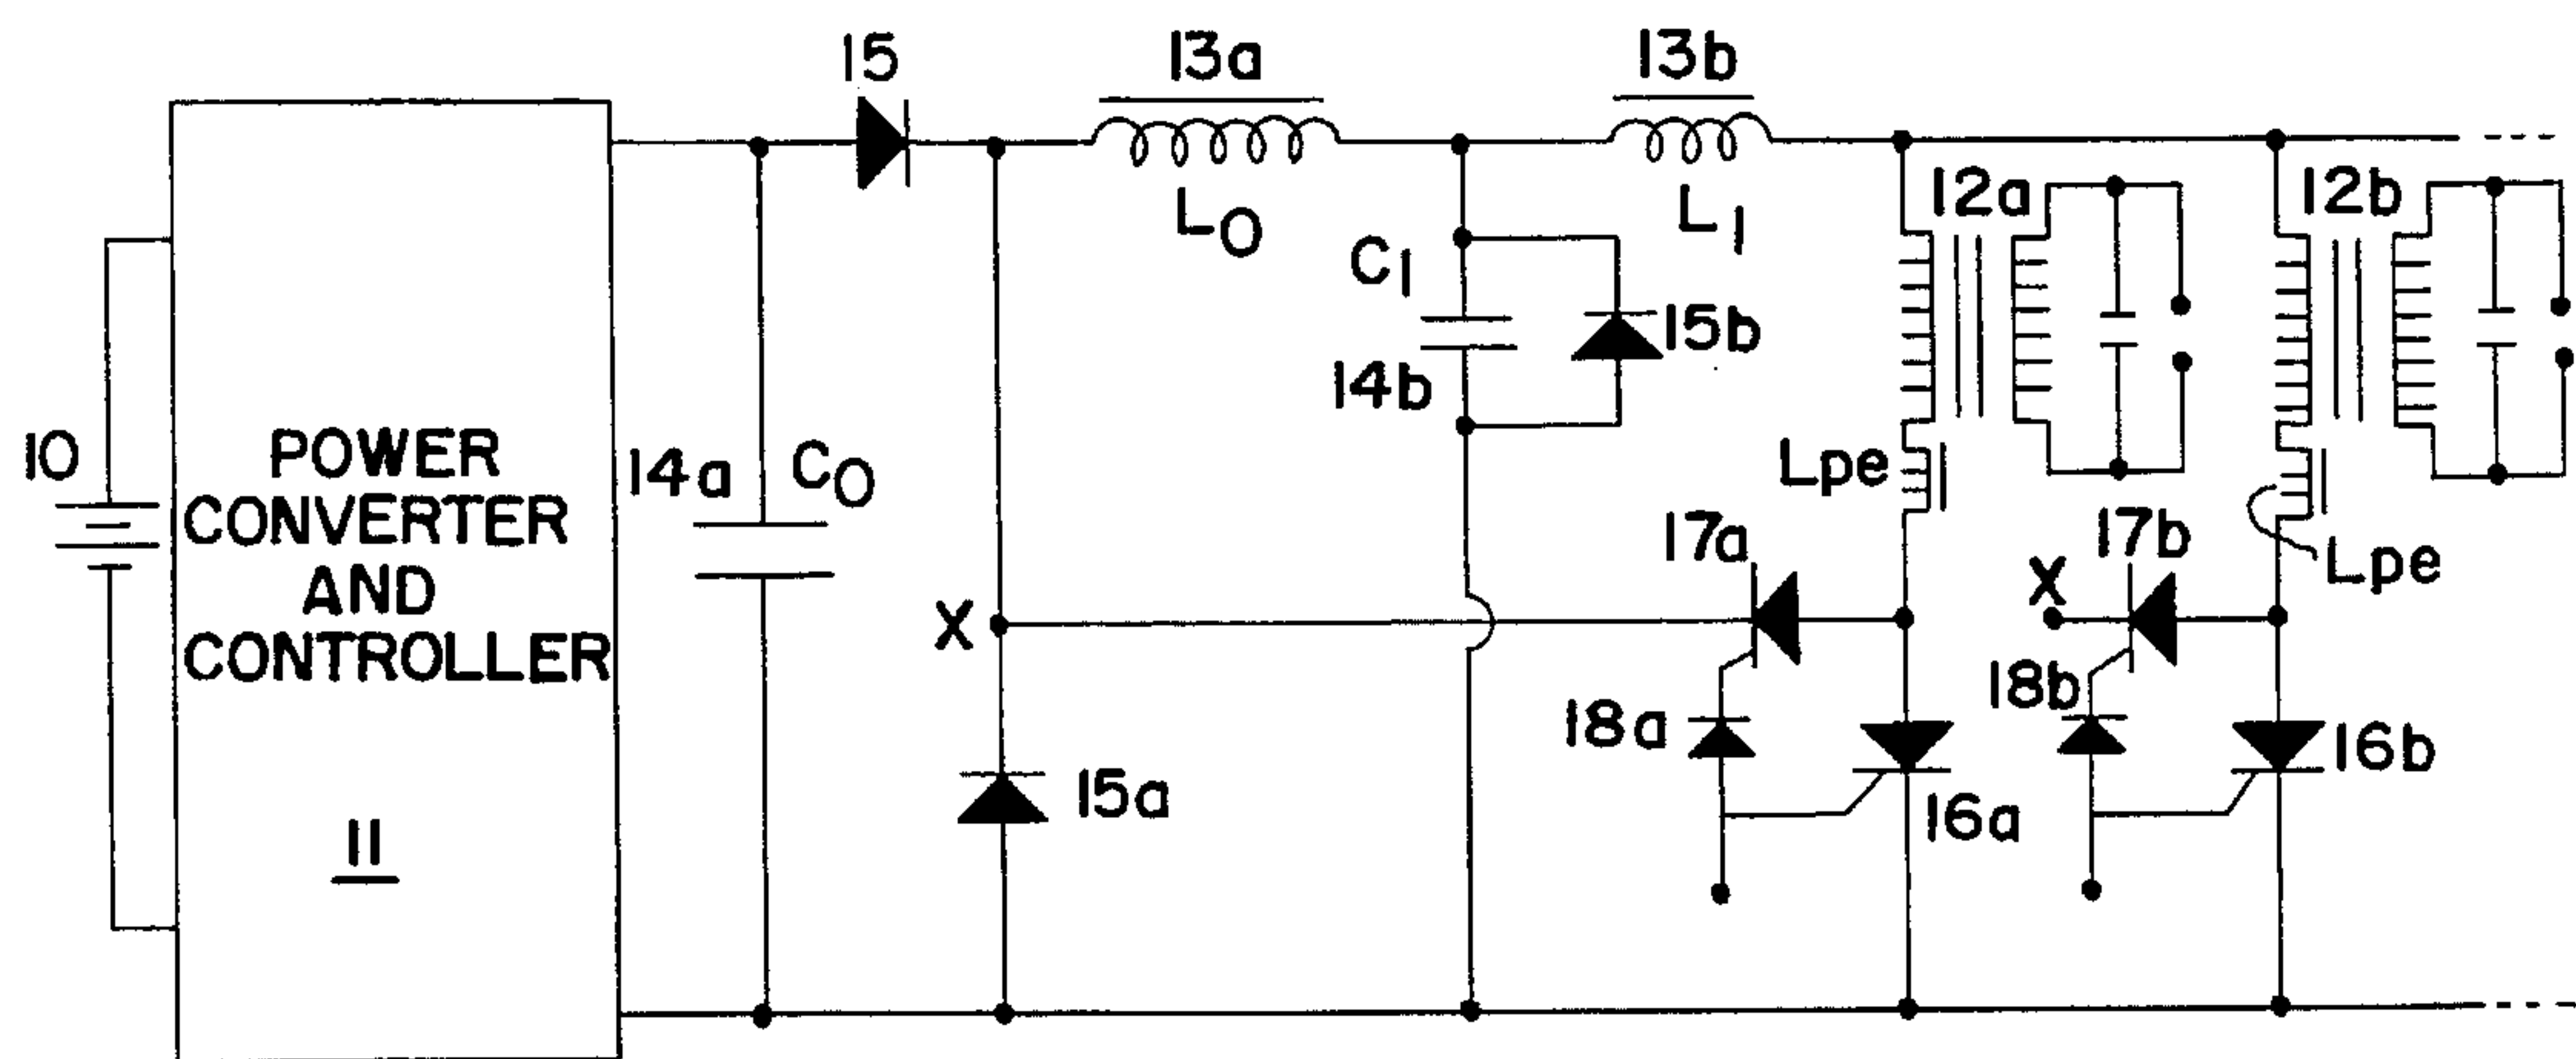 15
13a
13b
L0
L1
12a
12b
C1
15b
14b
10
POWER
CONVERTER
AND
CONTROLLER
11
14a
C0
Lpe
17a
17b
Lpe
X
X
18a
18b
16b
15a
16a